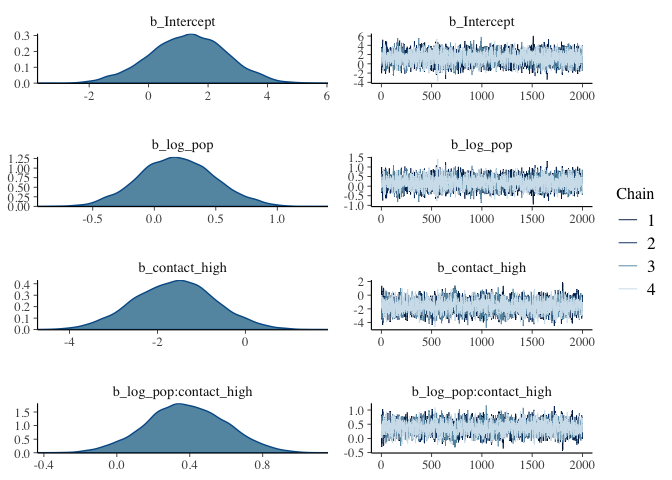 b_Intercept
0.3
0.2
0.1
0.0
-2 0 2 4 6
b_Intercept
6
4
2
0
-2
-4
0 500 1000 1500 2000
b_log_pop
1.25
1.00
0.75
0.50
0.25
0.00
-0.5 0.0 0.5 1.0
b_log_pop
1.5
1.0
0.5
0.0
-0.5
-1.0
0 500 1000 1500 2000
Chain
1
2
3
4
b_contact_high
0.4
0.3
0.2
0.1
0.0
-4 -2 0
b_contact_high
2
0
-2
-4
0 500 1000 1500 2000
b_log_pop:contact_high
1.5
1.0
0.5
0.0
-0.4 0.0 0.4 0.8
b_log_pop:contact_high
1.0
0.5
0.0
-0.5
0 500 1000 1500 2000